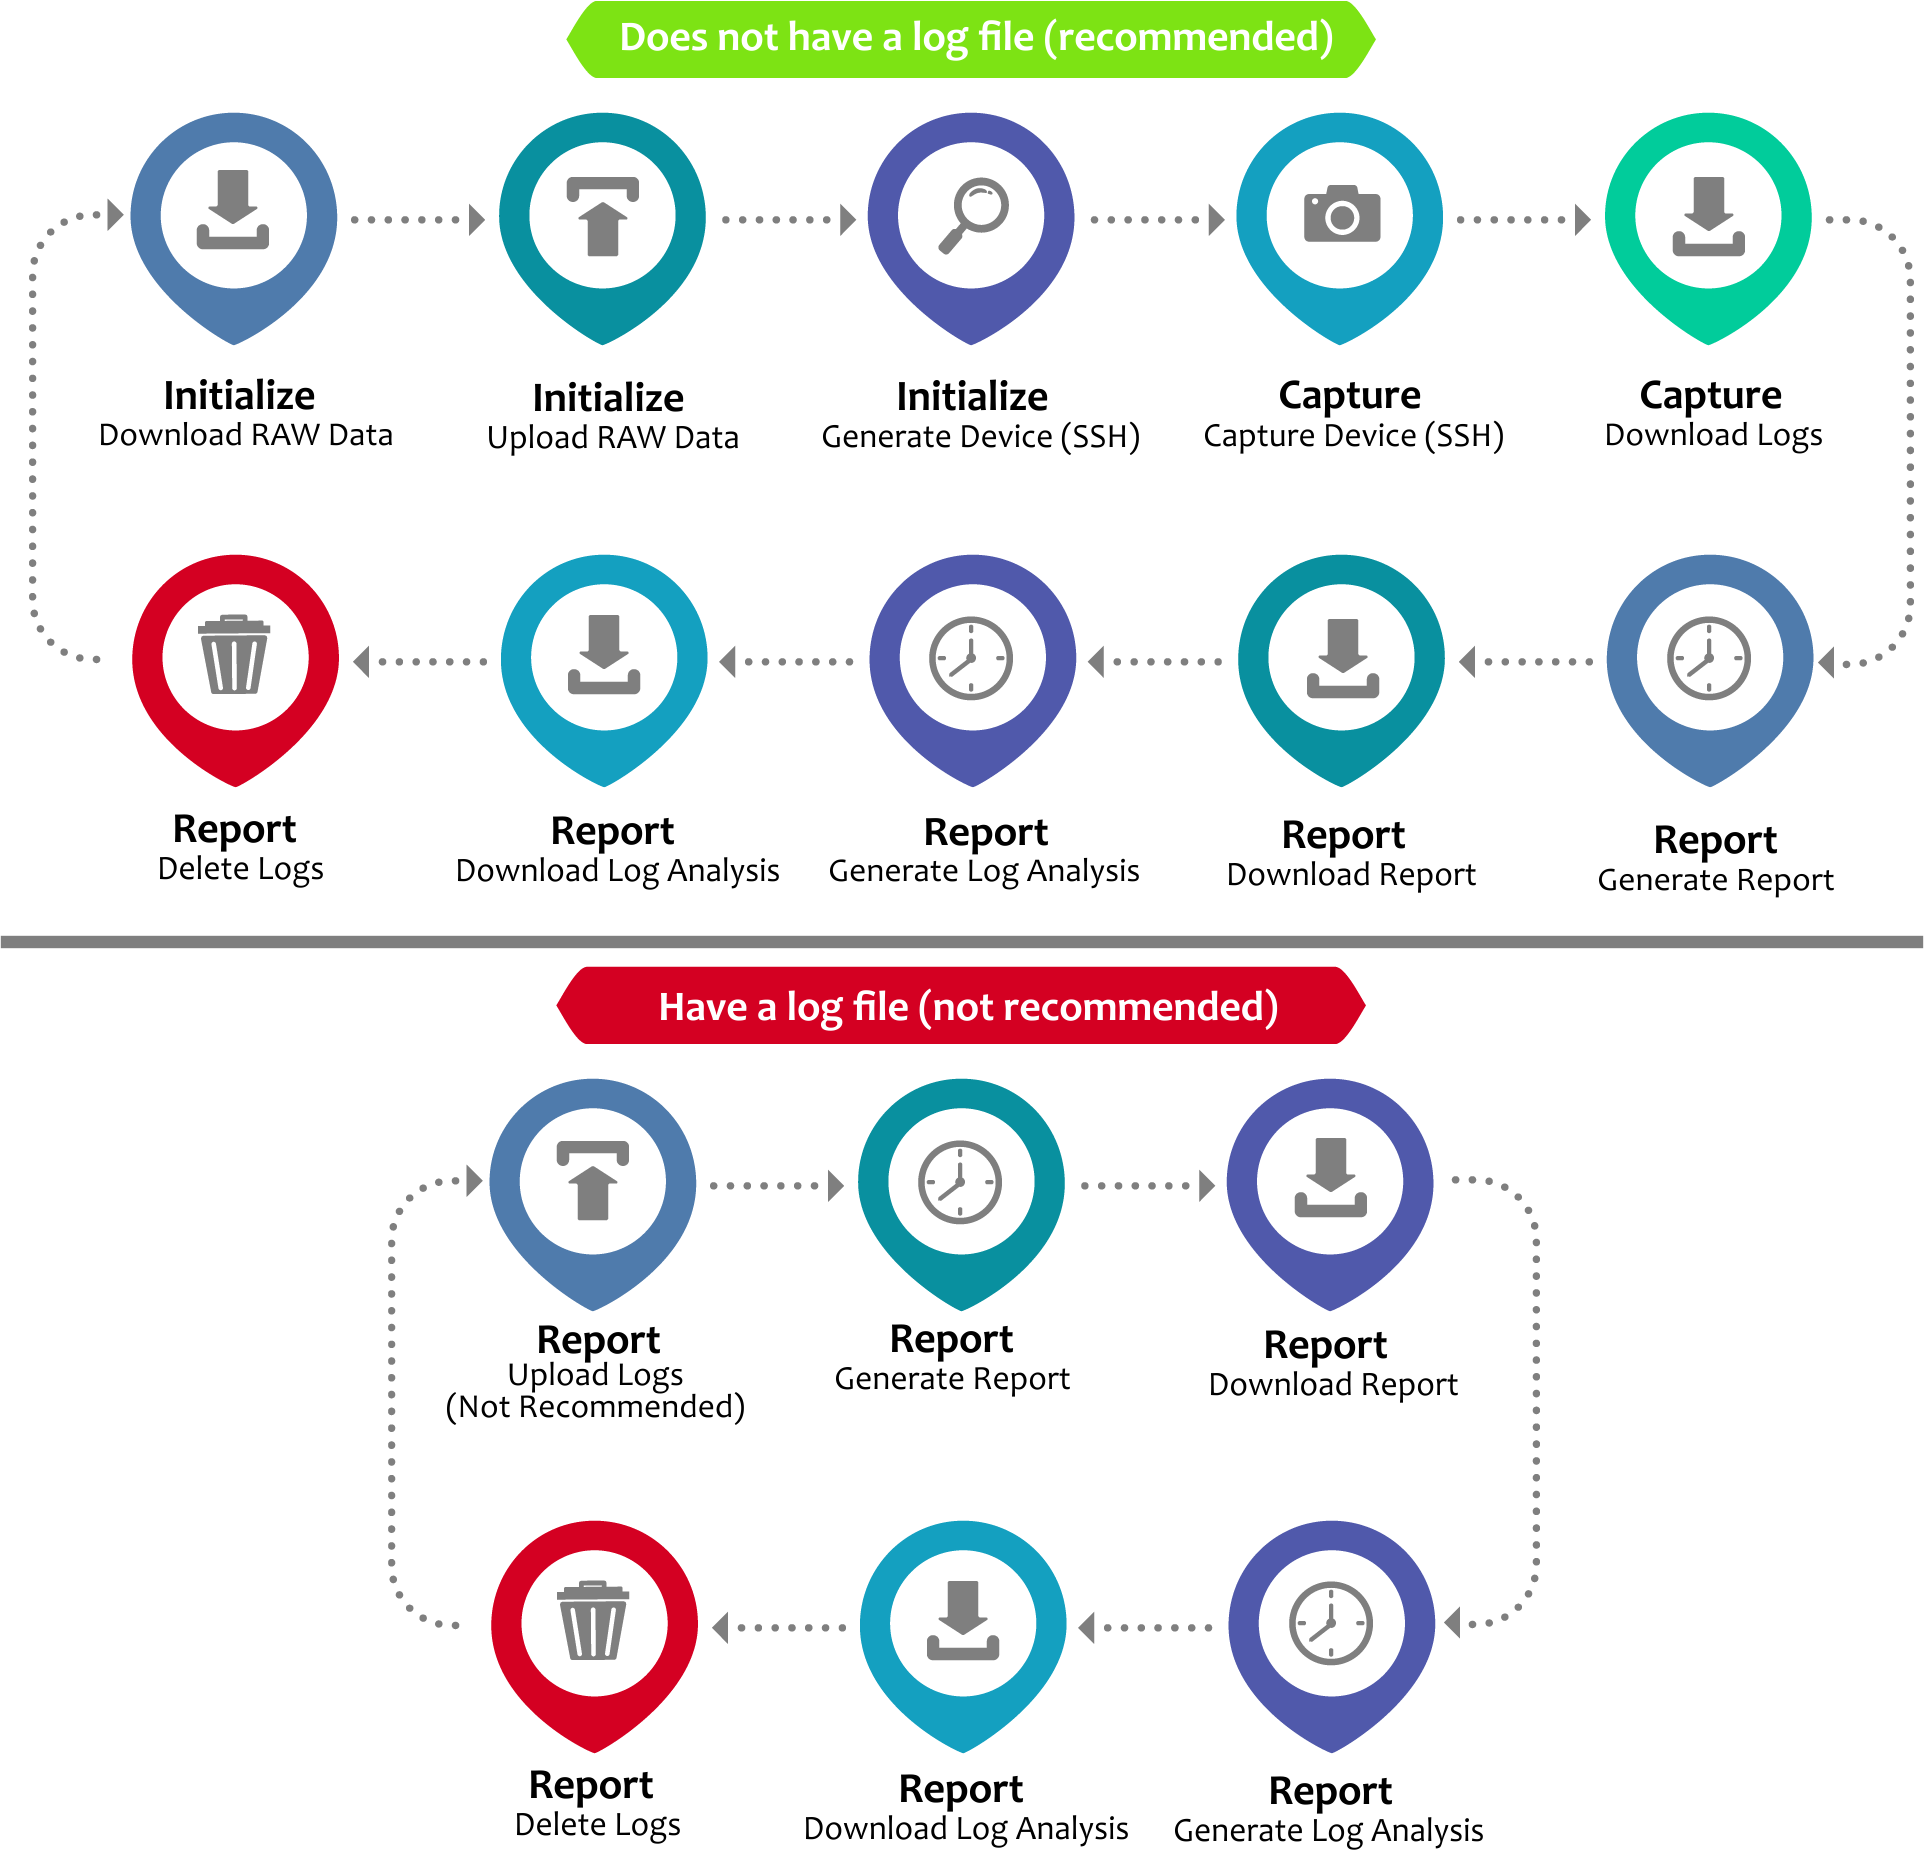 Does not have a log file (recommended)
Initialize
Download RAW Data
Initialize
Upload RAW Data
Initialize
Generate Device (SSH)
Capture
Capture Device (SSH)
Capture
Download Logs
Report
Delete Logs
Report
Download Log Analysis
Report
Generate Log Analysis
Report
Download Report
Report
Generate Report
Have a log file (not recommended)
Report
Upload Logs
(Not Recommended)
Report
Generate Report
Report
Download Report
Report
Delete Logs
Report
Download Log Analysis
Report
Generate Log Analysis